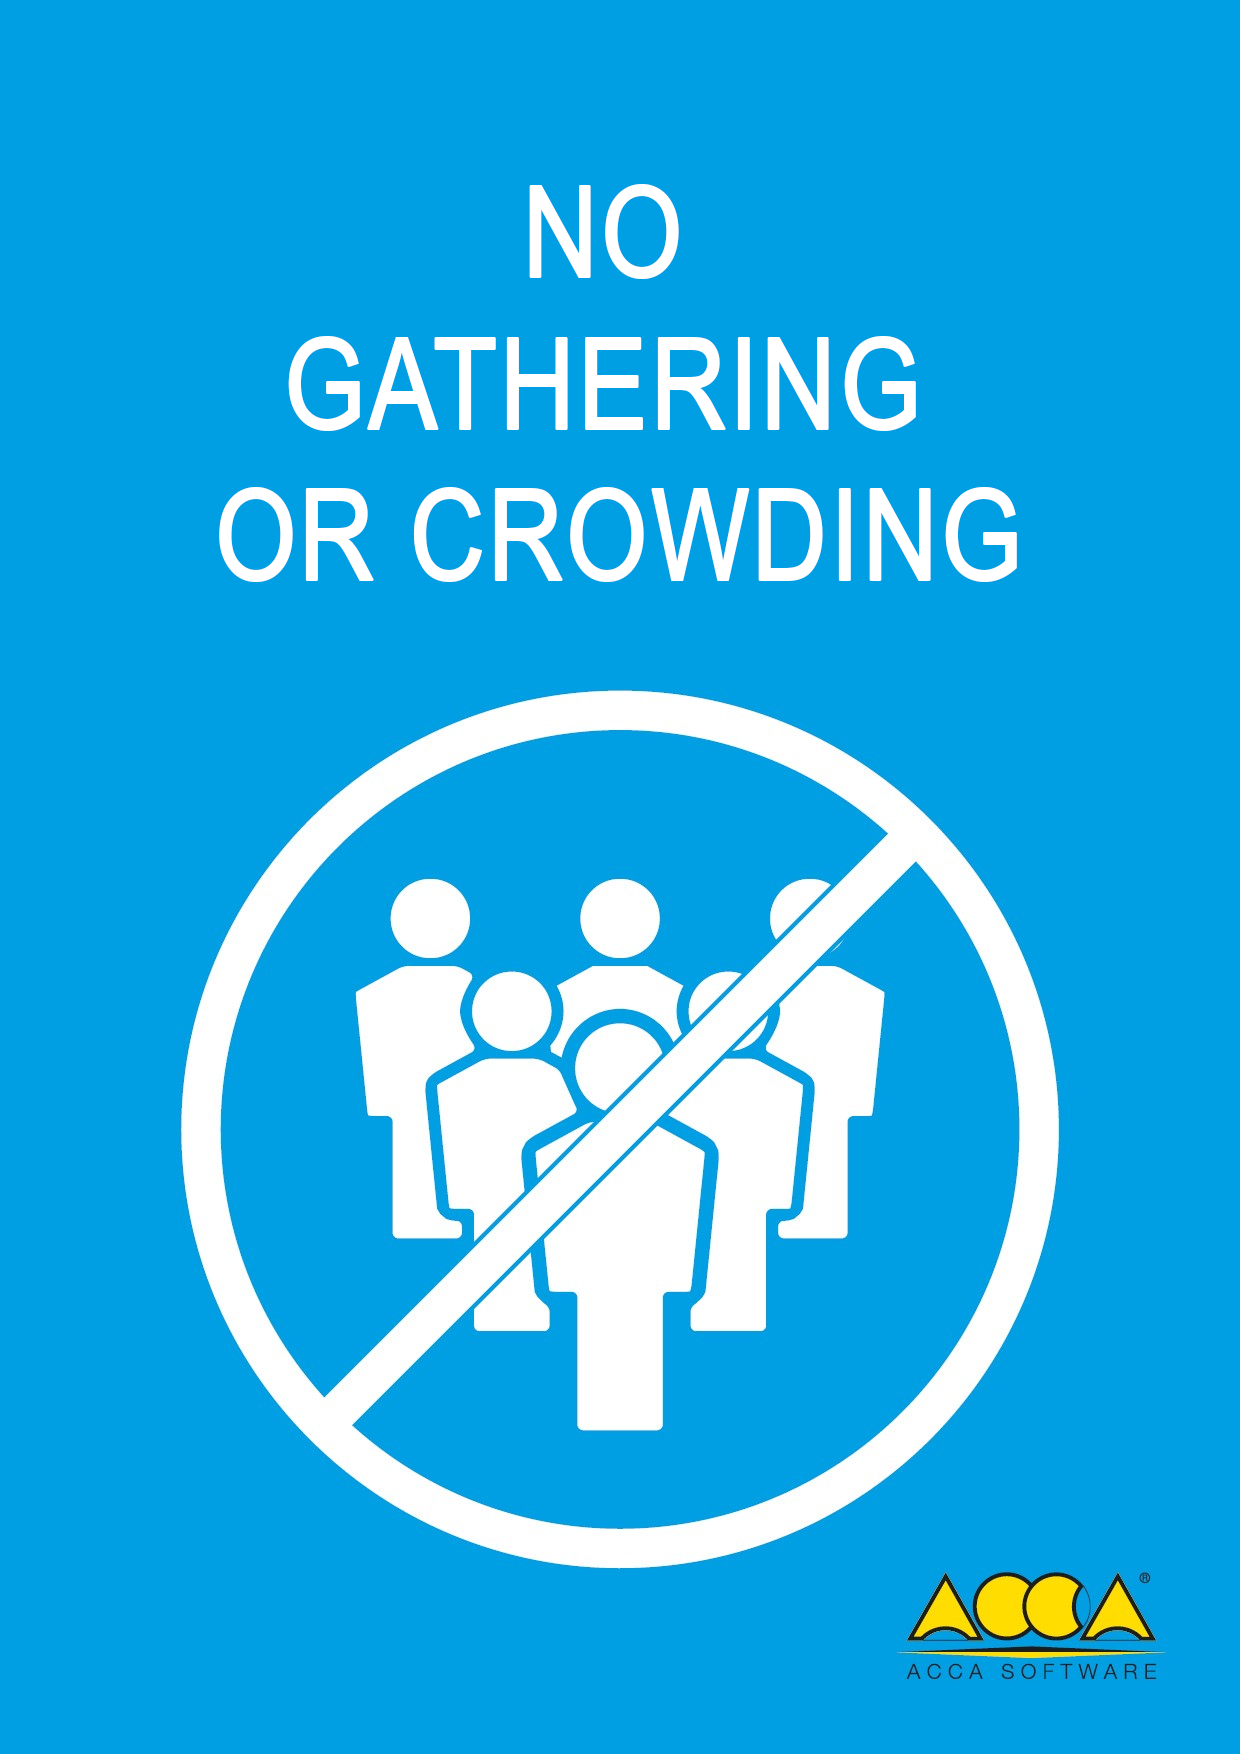 NO
GATHERING
OR CROWDING
ACCA®
ACCA SOFTWARE